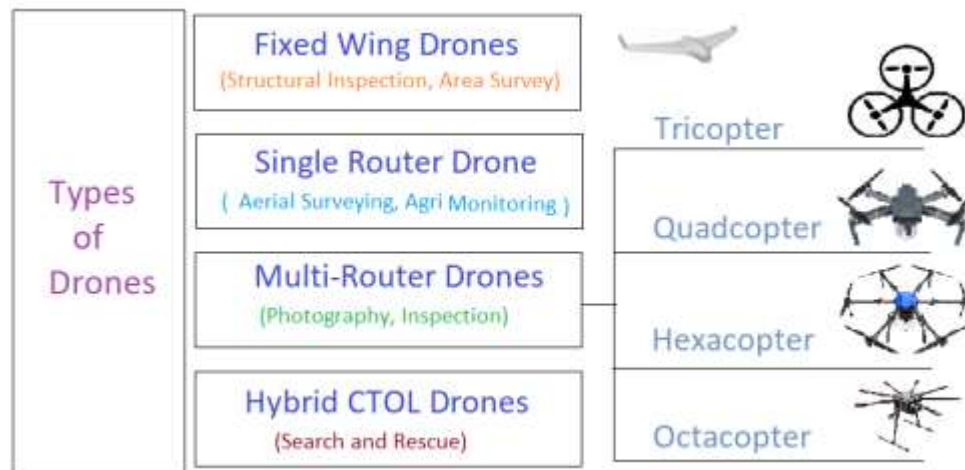 Types
of
Drones
Fixed Wing Drones
(Structural Inspection, Area Survey)
Single Router Drone
( Aerial Surveying, Agri Monitoring )
Multi-Router Drones
(Photography, Inspection)
Hybrid CTOL Drones
(Search and Rescue)
Tricopter
Quadcopter
Hexacopter
Octacopter